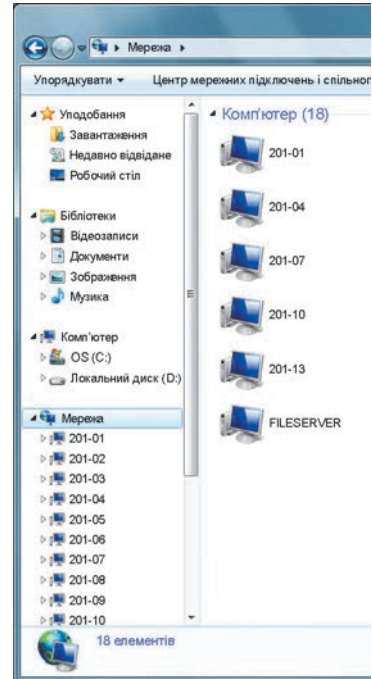 Мережа
Упорядкувати Центр мережних підключень і спільног
Уподобання
Завантаження
Недавно відвідане
Робочий стіл
Бібліотеки
Відеозаписи
Документи
Зображення
Музика
Комп'ютер
OS (C:)
Локальний диск (D:)
Мережа
201-01
201-02
201-03
201-04
201-05
201-06
201-07
201-08
201-09
201-10
Комп'ютер (18)
201-01
201-04
201-07
201-10
201-13
FILESERVER
18 елементів